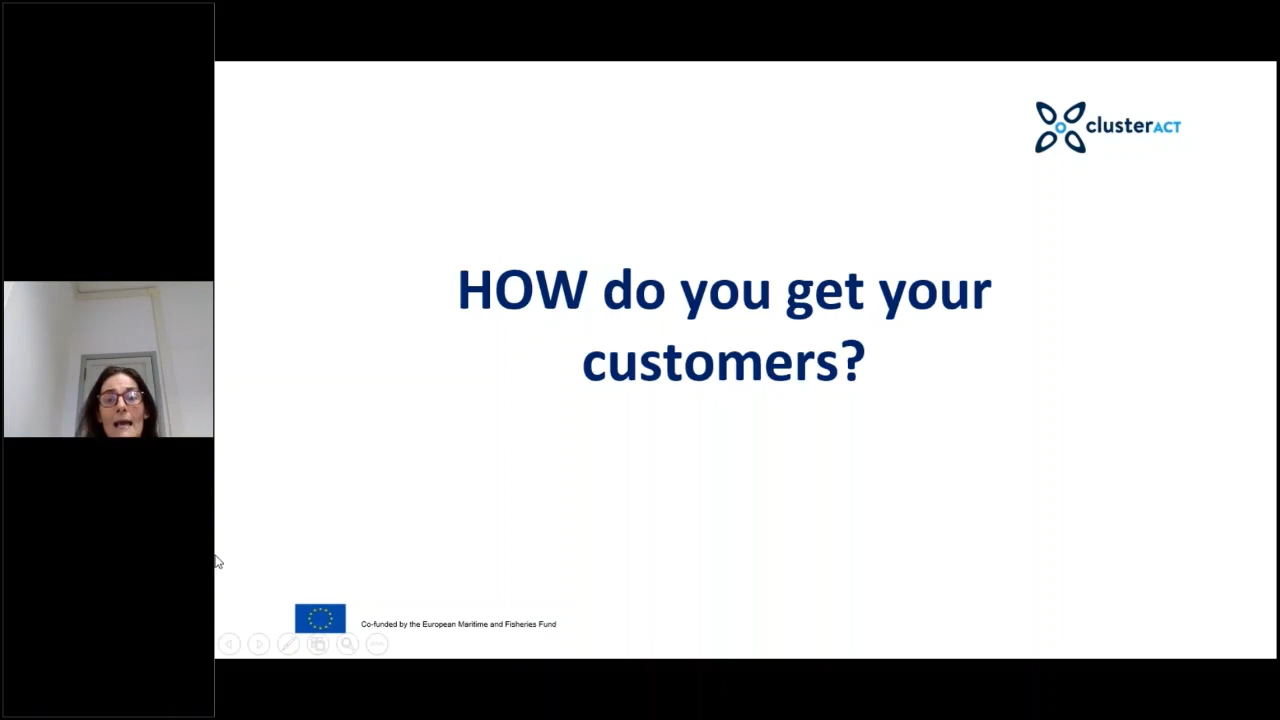 clusterACT
HOW do you get your
customers?
Co-funded by the European Maritime and Fisheries Fund